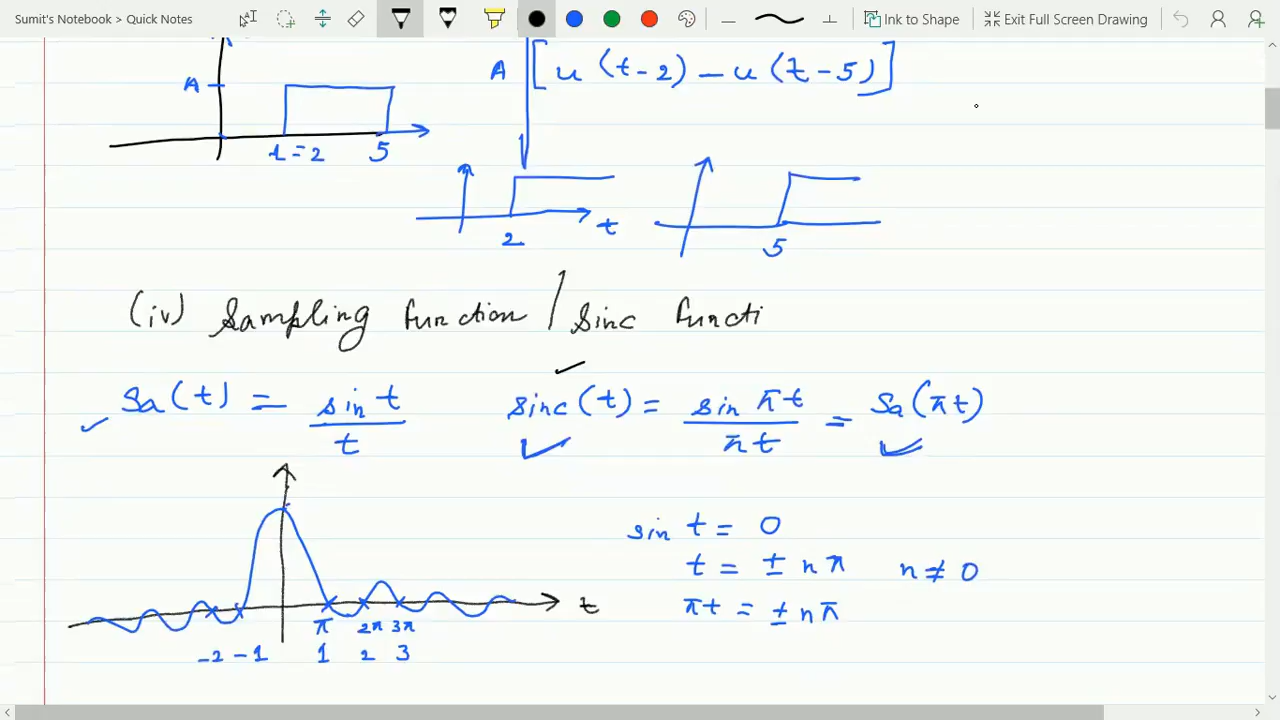 Sumit's Notebook > Quick Notes
Ink to Shape
Exit Full Screen Drawing
A
A [u(t-2) - u(t-5)]
t=2 5
2 t
5
(iv) Sampling function / Sinc functi
Sa(t) = sin t / t
sinc(t) = sin πt / πt = Sa(πt)
sin t = 0
t = ± nπ n ≠ 0
πt = ± nπ
t
π 2π 3π
-2 -1 1 2 3